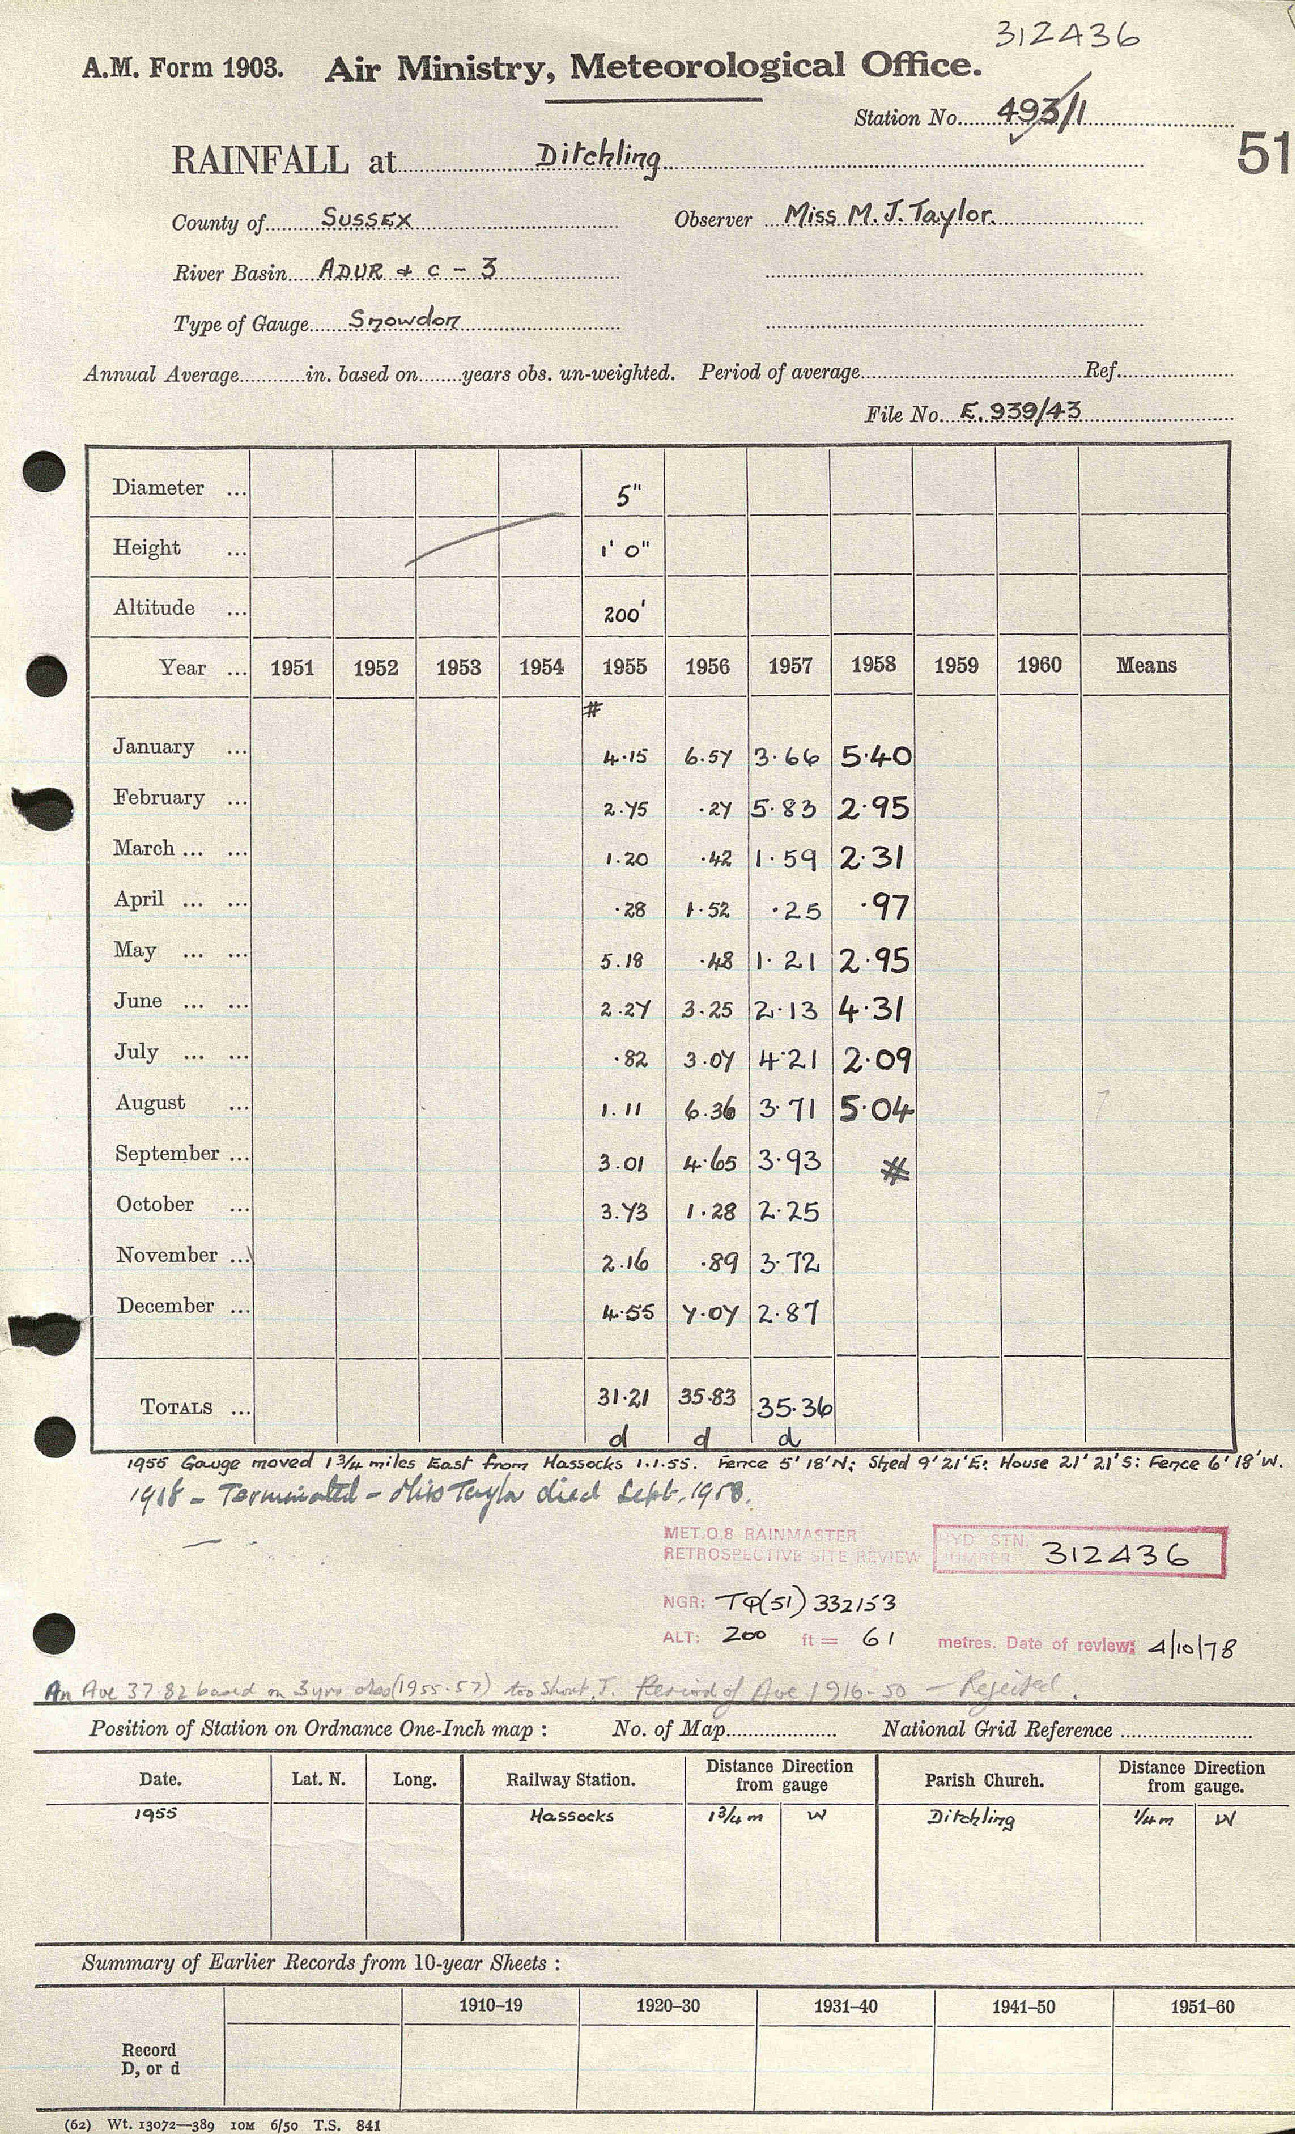 312436
A.M. Form 1903. Air Ministry, Meteorological Office.
Station No. 493/1
51
RAINFALL at Ditchling
County of SUSSEX Observer Miss M. J. Taylor.
River Basin ADUR & C - 3
Type of Gauge Snowdon
Annual Average in. based on years obs. un-weighted. Period of average Ref.
File No. E. 939/43
Diameter ... 5"
Height ... 1' 0"
Altitude ... 200'
Year ... 1951 1952 1953 1954 1955 1956 1957 1958 1959 1960 Means
#
January ... 4.15 6.57 3.66 5.40
February ... 2.75 .27 5.83 2.95
March ... ... 1.20 .42 1.59 2.31
April ... ... .28 1.52 .25 .97
May ... ... 5.18 .48 1.21 2.95
June ... ... 2.27 3.25 2.13 4.31
July ... ... .82 3.07 4.21 2.09
August ... 1.11 6.36 3.71 5.04
September ... 3.01 4.65 3.93 #
October ... 3.73 1.28 2.25
November ... 2.16 .89 3.72
December ... 4.55 7.07 2.87
TOTALS ... 31.21 35.83 35.36
d d d
1955 Gauge moved 1 3/4 miles East from Hassocks 1.1.55. Fence 5' 18'N; Shed 9' 21'E; House 21' 21'S; Fence 6' 18'W.
1958 - Terminated - Miss Taylor died Sept. 1958.
MET.O.8 RAINMASTER
RETROSPECTIVE SITE REVIEW
HYD STN. NUMBER 312436
NGR: TQ(51) 332153
ALT: 200 ft = 61 metres. Date of review: 4/10/78
An Ave 37.82 based on 3 yrs obs (1955-57) too short. Period of Ave 1916-50 - Rejected.
Position of Station on Ordnance One-Inch map : No. of Map National Grid Reference
Date. Lat. N. Long. Railway Station. Distance from gauge Direction Parish Church. Distance from gauge. Direction
1955 Hassocks 1 3/4 m W Ditchling 1/4 m W
Summary of Earlier Records from 10-year Sheets :
1910–19 1920–30 1931–40 1941–50 1951–60
Record
D, or d
(62) Wt. 13072—389 10M 6/50 T.S. 841